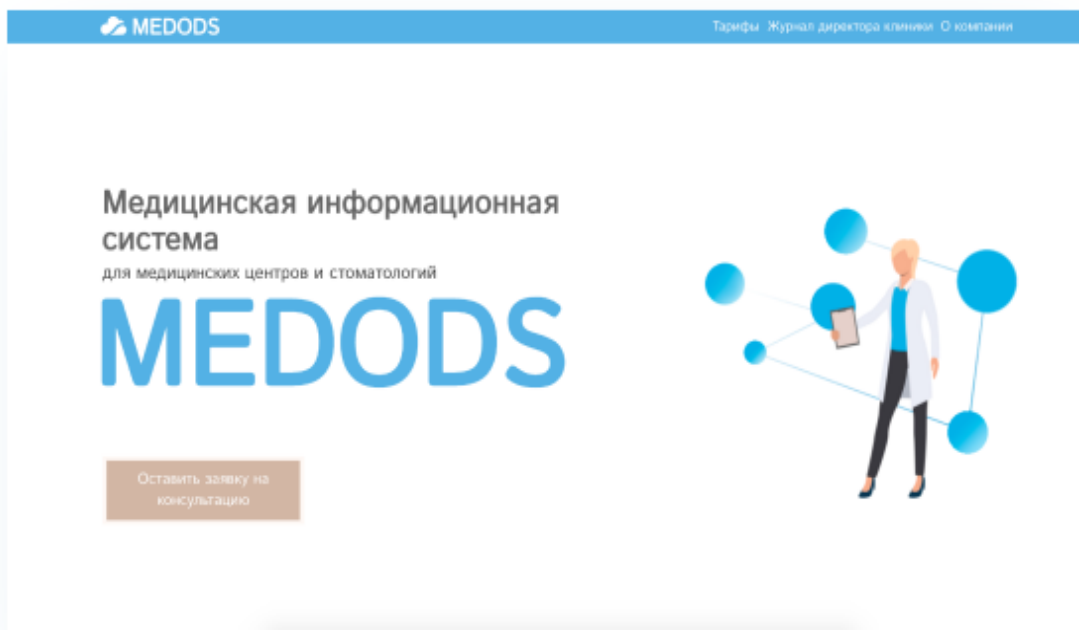 MEDODS
Тарифы Журнал директора клиники О компании
Медицинская информационная
система
для медицинских центров и стоматологий
MEDODS
Оставить заявку на
консультацию